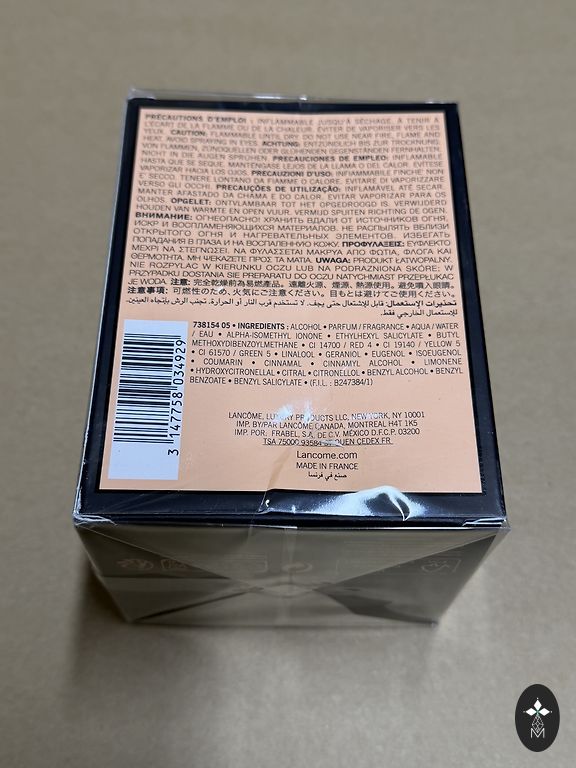 PRÉCAUTIONS D'EMPLOI : INFLAMMABLE JUSQU'À SÉCHAGE. À TENIR À
L'ÉCART DE LA FLAMME OU DE LA CHALEUR. ÉVITER DE VAPORISER VERS LES
YEUX. CAUTION: FLAMMABLE UNTIL DRY. DO NOT USE NEAR FIRE, FLAME AND
HEAT. AVOID SPRAYING IN EYES. ACHTUNG: ENTZÜNDLICH BIS ZUR TROCKNUNG.
VON FLAMMEN, ZÜNDQUELLEN ODER GLÜHENDEN GEGENSTÄNDEN FERNHALTEN.
NICHT IN DIE AUGEN SPRÜHEN. PRECAUCIONES DE EMPLEO: INFLAMABLE
HASTA QUE SE SEQUE. MANTÉNGASE LEJOS DE LA LLAMA O DEL CALOR. EVÍTESE
VAPORIZAR HACIA LOS OJOS. PRECAUZIONI D'USO: INFIAMMABILE FINCHE' NON
E' SECCO. TENERE LONTANO DA FIAMME O CALORE. EVITARE DI VAPORIZZARE
VERSO GLI OCCHI. PRECAUÇÕES DE UTILIZAÇÃO: INFLAMÁVEL ATÉ SECAR.
MANTER AFASTADO DA CHAMA E DO CALOR. EVITAR VAPORIZAR PARA OS
OLHOS. OPGELET: ONTVLAMBAAR TOT HET OPGEDROOGD IS. VERWIJDERD
HOUDEN VAN WARMTE EN OPEN VUUR. VERMIJD SPUITEN RICHTING DE OGEN.
ВНИМАНИЕ: ОГНЕОПАСНО! ХРАНИТЬ ВДАЛИ ОТ ИСТОЧНИКОВ ОГНЯ,
ИСКОР И ВОСПЛАМЕНЯЮЩИХСЯ МАТЕРИАЛОВ. НЕ РАСПЫЛЯТЬ ВБЛИЗИ
ОТКРЫТОГО ОГНЯ И НАГРЕВАТЕЛЬНЫХ ЭЛЕМЕНТОВ. ИЗБЕГАТЬ
ПОПАДАНИЯ В ГЛАЗА И НА ВОСПАЛЕННУЮ КОЖУ. ΠΡΟΦΥΛΑΞΕΙΣ: ΕΥΦΛΕΚΤΟ
ΜΕΧΡΙ ΝΑ ΣΤΕΓΝΩΣΕΙ. ΝΑ ΦΥΛΑΣΣΕΤΑΙ ΜΑΚΡΥΑ ΑΠΟ ΦΩΤΙΑ, ΦΛΟΓΑ ΚΑΙ
ΘΕΡΜΟΤΗΤΑ. ΜΗ ΨΕΚΑΖΕΤΕ ΠΡΟΣ ΤΑ ΜΑΤΙΑ. UWAGA: PRODUKT ŁATWOPALNY.
NIE ROZPYLAĆ W KIERUNKU OCZU LUB NA PODRAŻNIONĄ SKÓRĘ; W
PRZYPADKU DOSTANIA SIĘ PREPARATU DO OCZU NATYCHMIAST PRZEPŁUKAĆ
JE WODĄ. 注意: 完全乾燥前為易燃產品。遠離火源、煙源、熱源使用。避免噴入眼睛。
注意事項: 可燃性のため、火気にご注意ください。目もとは避けてご使用ください。
تحذيرات الإستعمال: قابل للإشتعال حتى يجف. لا تستخدم قرب النار أو الحرارة. تجنب الرش بإتجاه العينين.
للإستعمال الخارجي فقط.
738154 05 • INGREDIENTS : ALCOHOL • PARFUM / FRAGRANCE • AQUA / WATER
/ EAU • ALPHA-ISOMETHYL IONONE • ETHYLHEXYL SALICYLATE • BUTYL
METHOXYDIBENZOYLMETHANE • CI 14700 / RED 4 • CI 19140 / YELLOW 5
• CI 61570 / GREEN 5 • LINALOOL • GERANIOL • EUGENOL • ISOEUGENOL
• COUMARIN • CINNAMAL • CINNAMYL ALCOHOL • LIMONENE
• HYDROXYCITRONELLAL • CITRAL • CITRONELLOL • BENZYL ALCOHOL • BENZYL
BENZOATE • BENZYL SALICYLATE • (F.I.L. : B247384/1)
3 147758 034929
LANCÔME, LUXURY PRODUCTS LLC, NEW YORK, NY 10001
IMP. BY/PAR LANCÔME CANADA, MONTREAL H4T 1K5
IMP. POR. FRABEL, S.A. DE C.V. MÉXICO D.F.C.P. 03200
TSA 75000 93584 ST OUEN CEDEX FR
Lancome.com
MADE IN FRANCE
صنع في فرنسا
M